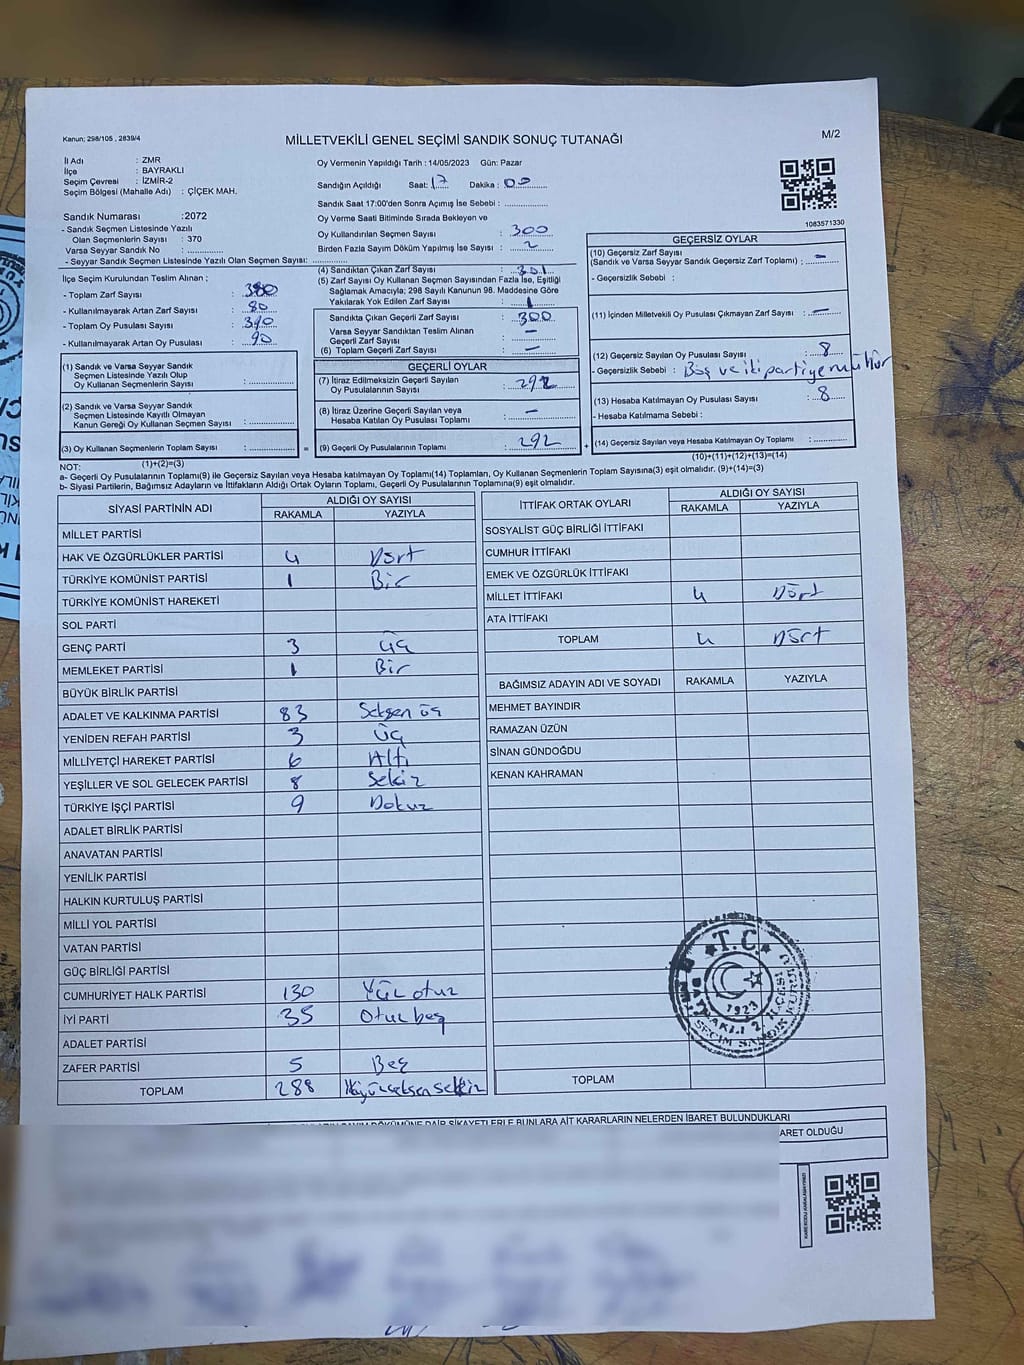 Kanun; 298/105 , 2839/4
MİLLETVEKİLİ GENEL SEÇİMİ SANDIK SONUÇ TUTANAĞI
M/2
İl Adı : ZMR
İlçe : BAYRAKLI
Seçim Çevresi : İZMİR-2
Seçim Bölgesi (Mahalle Adı) : ÇİÇEK MAH.
Oy Vermenin Yapıldığı Tarih : 14/05/2023 Gün: Pazar
Sandığın Açıldığı Saat: 17 Dakika : 00
Sandık Saat 17:00'den Sonra Açımış İse Sebebi :
Sandık Numarası :2072
- Sandık Seçmen Listesinde Yazılı
Olan Seçmenlerin Sayısı : 370
Varsa Seyyar Sandık No :
- Seyyar Sandık Seçmen Listesinde Yazılı Olan Seçmen Sayısı:
Oy Verme Saati Bitiminde Sırada Bekleyen ve
Oy Kullandırılan Seçmen Sayısı : 300
Birden Fazla Sayım Döküm Yapılmış İse Sayısı : 2
1083571330
İlçe Seçim Kurulundan Teslim Alınan ;
- Toplam Zarf Sayısı : 380
- Kullanılmayarak Artan Zarf Sayısı : 80
- Toplam Oy Pusulası Sayısı : 390
- Kullanılmayarak Artan Oy Pusulası : 90
(4) Sandıktan Çıkan Zarf Sayısı : 301
(5) Zarf Sayısı Oy Kullanan Seçmen Sayısından Fazla İse, Eşitliği
Sağlamak Amacıyla; 298 Sayılı Kanunun 98. Maddesine Göre
Yakılarak Yok Edilen Zarf Sayısı : 1
Sandıkta Çıkan Geçerli Zarf Sayısı : 300
Varsa Seyyar Sandıktan Teslim Alınan
Geçerli Zarf Sayısı : —
(6) Toplam Geçerli Zarf Sayısı : —
GEÇERSİZ OYLAR
(10) Geçersiz Zarf Sayısı
(Sandık ve Varsa Seyyar Sandık Geçersiz Zarf Toplamı) ; —
- Geçersizlik Sebebi :
(11) İçinden Milletvekili Oy Pusulası Çıkmayan Zarf Sayısı : —
(12) Geçersiz Sayılan Oy Pusulası Sayısı : 8
- Geçersizlik Sebebi : Boş ve iki partiye mühür
(13) Hesaba Katılmayan Oy Pusulası Sayısı : 8
- Hesaba Katılmama Sebebi :
(14) Geçersiz Sayılan veya Hesaba Katılmayan Oy Toplamı :
(10)+(11)+(12)+(13)=(14)
(1) Sandık ve Varsa Seyyar Sandık
Seçmen Listesinde Yazılı Olup
Oy Kullanan Seçmenlerin Sayısı :
(2) Sandık ve Varsa Seyyar Sandık
Seçmen Listesinde Kayıtlı Olmayan
Kanun Gereği Oy Kullanan Seçmen Sayısı :
(3) Oy Kullanan Seçmenlerin Toplam Sayısı : =
(1)+(2)=(3)
GEÇERLİ OYLAR
(7) İtiraz Edilmeksizin Geçerli Sayılan
Oy Pusulalarının Sayısı : 292
(8) İtiraz Üzerine Geçerli Sayılan veya
Hesaba Katılan Oy Pusulası Toplamı : —
(9) Geçerli Oy Pusulalarının Toplamı : 292 +
NOT:
a- Geçerli Oy Pusulalarının Toplamı(9) ile Geçersiz Sayılan veya Hesaba katılmayan Oy Toplamı(14) Toplamları, Oy Kullanan Seçmenlerin Toplam Sayısına(3) eşit olmalıdır. (9)+(14)=(3)
b- Siyasi Partilerin, Bağımsız Adayların ve İttifakların Aldığı Ortak Oyların Toplamı, Geçerli Oy Pusulalarının Toplamına(9) eşit olmalıdır.
SİYASİ PARTİNİN ADI ALDIĞI OY SAYISI
RAKAMLA YAZIYLA
MİLLET PARTİSİ
HAK VE ÖZGÜRLÜKLER PARTİSİ 4 Dört
TÜRKİYE KOMÜNİST PARTİSİ 1 Bir
TÜRKİYE KOMÜNİST HAREKETİ
SOL PARTİ
GENÇ PARTİ 3 üç
MEMLEKET PARTİSİ 1 Bir
BÜYÜK BİRLİK PARTİSİ
ADALET VE KALKINMA PARTİSİ 83 Seksen üç
YENİDEN REFAH PARTİSİ 3 üç
MİLLİYETÇİ HAREKET PARTİSİ 6 Altı
YEŞİLLER VE SOL GELECEK PARTİSİ 8 Sekiz
TÜRKİYE İŞÇİ PARTİSİ 9 Dokuz
ADALET BİRLİK PARTİSİ
ANAVATAN PARTİSİ
YENİLİK PARTİSİ
HALKIN KURTULUŞ PARTİSİ
MİLLİ YOL PARTİSİ
VATAN PARTİSİ
GÜÇ BİRLİĞİ PARTİSİ
CUMHURİYET HALK PARTİSİ 130 Yüz otuz
İYİ PARTİ 35 Otuz beş
ADALET PARTİSİ
ZAFER PARTİSİ 5 Beş
TOPLAM 288 İkiyüzseksensekiz
İTTİFAK ORTAK OYLARI ALDIĞI OY SAYISI
RAKAMLA YAZIYLA
SOSYALİST GÜÇ BİRLİĞİ İTTİFAKI
CUMHUR İTTİFAKI
EMEK VE ÖZGÜRLÜK İTTİFAKI
MİLLET İTTİFAKI 4 Dört
ATA İTTİFAKI
TOPLAM 4 Dört
BAĞIMSIZ ADAYIN ADI VE SOYADI RAKAMLA YAZIYLA
MEHMET BAYINDIR
RAMAZAN ÜZÜN
SİNAN GÜNDOĞDU
KENAN KAHRAMAN
T.C.
1923
TOPLAM
DÖKÜMÜNE DAİR ŞİKAYETLERLE BUNLARA AİT KARARLARIN NELERDEN İBARET BULUNDUKLARI
ARET OLDUĞU